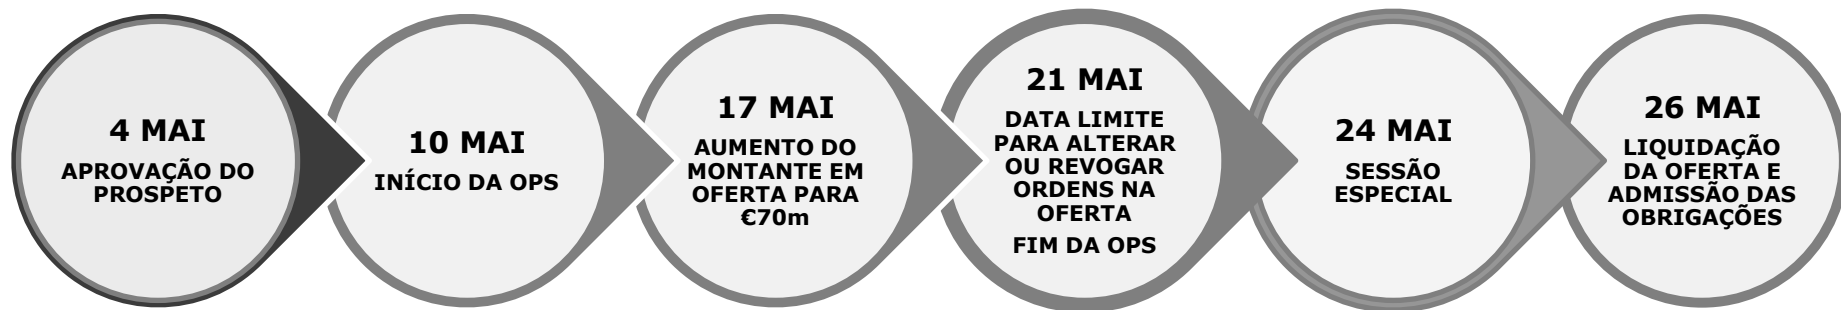 4 MAI
APROVAÇÃO DO
PROSPETO
10 MAI
INÍCIO DA OPS
17 MAI
AUMENTO DO
MONTANTE EM
OFERTA PARA
€70m
21 MAI
DATA LIMITE
PARA ALTERAR
OU REVOGAR
ORDENS NA
OFERTA
FIM DA OPS
24 MAI
SESSÃO
ESPECIAL
26 MAI
LIQUIDAÇÃO
DA OFERTA E
ADMISSÃO DAS
OBRIGAÇÕES